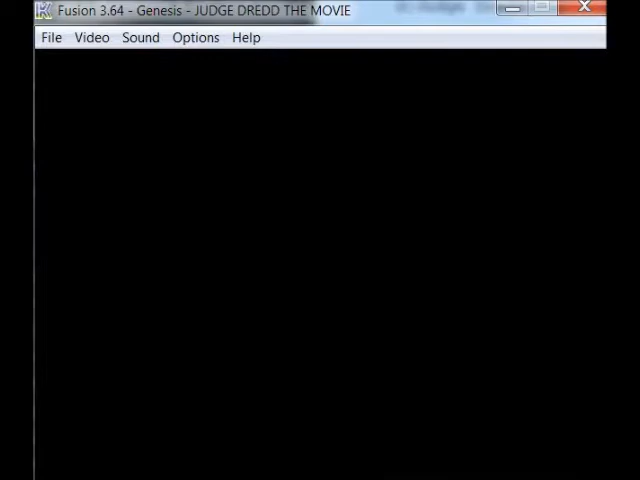 Fusion 3.64 - Genesis - JUDGE DREDD THE MOVIE
File Video Sound Options Help